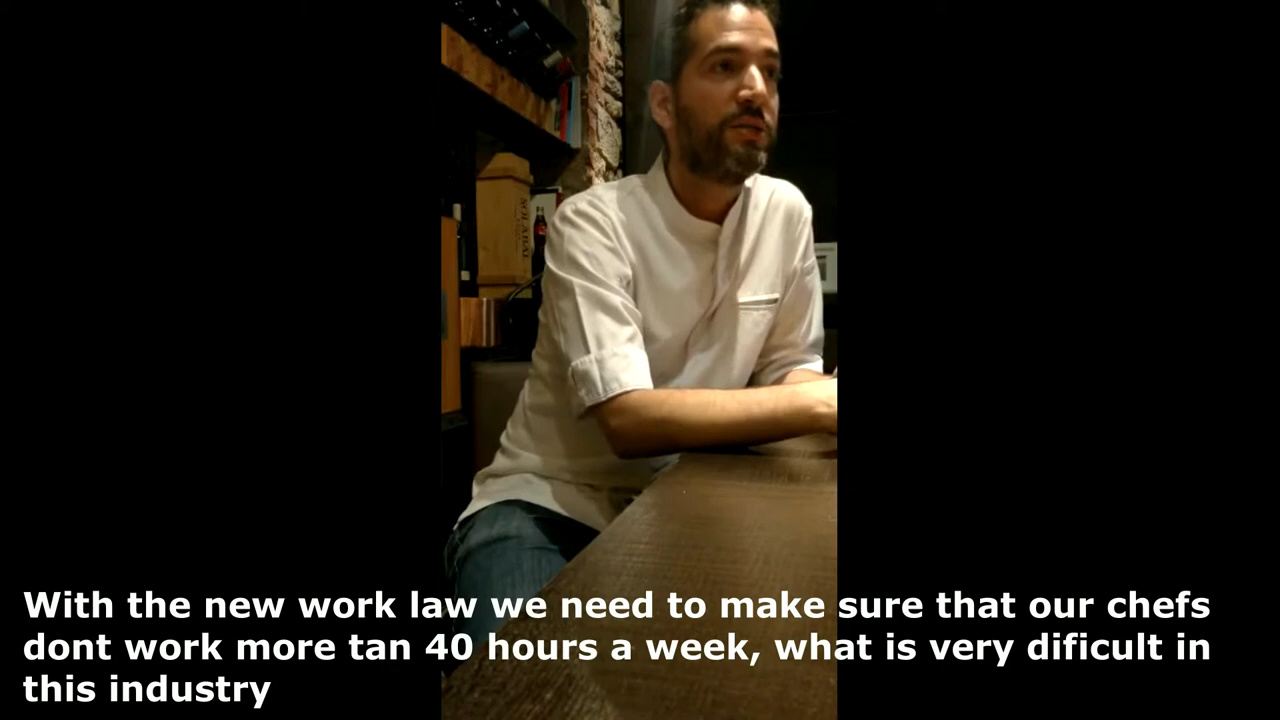 SOLABAL
With the new work law we need to make sure that our chefs
dont work more tan 40 hours a week, what is very dificult in
this industry